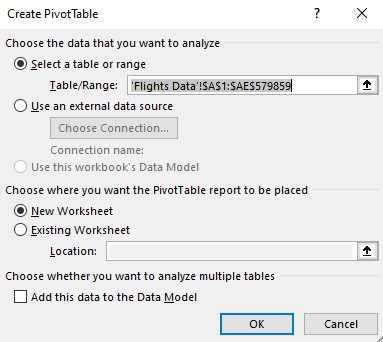 Create PivotTable
? ×
Choose the data that you want to analyze
Select a table or range
Table/Range: 'Flights Data'!$A$1:$AE$579859
Use an external data source
Choose Connection...
Connection name:
Use this workbook's Data Model
Choose where you want the PivotTable report to be placed
New Worksheet
Existing Worksheet
Location:
Choose whether you want to analyze multiple tables
Add this data to the Data Model
OK Cancel